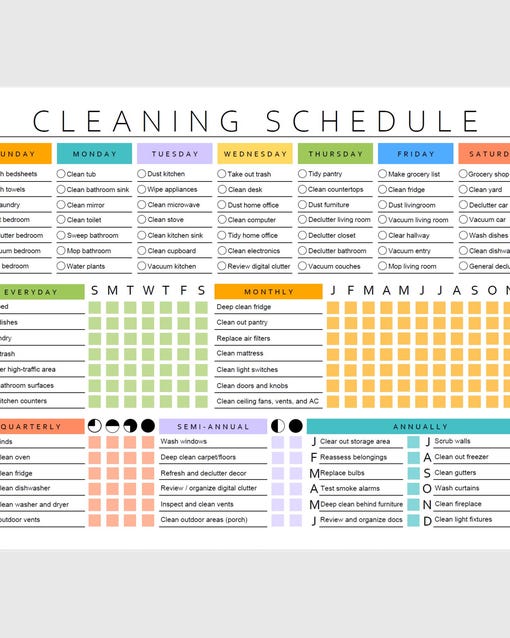 CLEANING SCHEDULE
UNDAY
h bedsheets
h towels
aundry
t bedroom
utter bedroom
uum bedroom
bedroom
MONDAY
Clean tub
Clean bathroom sink
Clean mirror
Clean toilet
Sweep bathroom
Mop bathroom
Water plants
TUESDAY
Dust kitchen
Wipe appliances
Clean microwave
Clean stove
Clean kitchen sink
Clean cupboard
Vacuum kitchen
WEDNESDAY
Take out trash
Clean desk
Dust home office
Clean computer
Tidy home office
Clean electronics
Review digital clutter
THURSDAY
Tidy pantry
Clean countertops
Dust furniture
Declutter living room
Declutter closet
Declutter bathroom
Vacuum couches
FRIDAY
Make grocery list
Clean fridge
Dust livingroom
Vacuum living room
Clear hallway
Vacuum entry
Mop living room
SATURD
Grocery shop
Clean yard
Declutter car
Vacuum car
Wash dishes
Clean dishwa
General declu
EVERYDAY S M T W T F S
ed
dishes
ndry
trash
er high-traffic area
athroom surfaces
itchen counters
MONTHLY J F M A M J J A S O N
Deep clean fridge
Clean out pantry
Replace air filters
Clean mattress
Clean light switches
Clean doors and knobs
Clean ceiling fans, vents, and AC
QUARTERLY
inds
lean oven
lean fridge
lean dishwasher
lean washer and dryer
outdoor vents
SEMI-ANNUAL
Wash windows
Deep clean carpet/floors
Refresh and declutter decor
Review / organize digital clutter
Inspect and clean vents
Clean outdoor areas (porch)
ANNUALLY
J Clear out storage area
F Reassess belongings
M Replace bulbs
A Test smoke alarms
M Deep clean behind furniture
J Review and organize docs
J Scrub walls
A Clean out freezer
S Clean gutters
O Wash curtains
N Clean fireplace
D Clean light fixtures